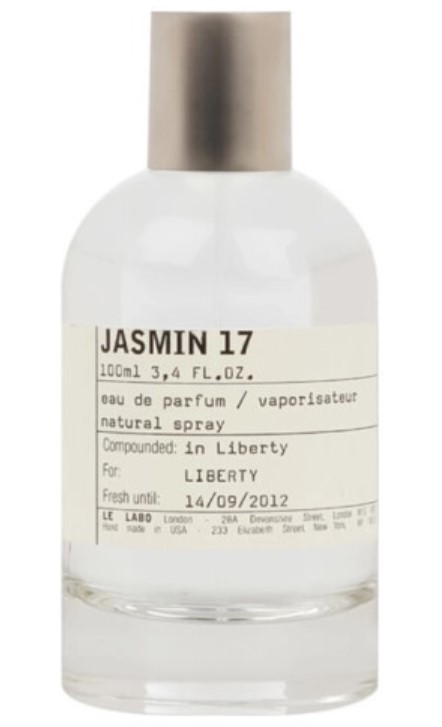 JASMIN 17
100ml 3,4 FL.OZ.
eau de parfum / vaporisateur
natural spray
Compounded: in Liberty
For: LIBERTY
Fresh until: 14/09/2012
LE LABO London - 28A Devonshire Street, London
Hand made in USA - 233 Elizabeth Street, New York,